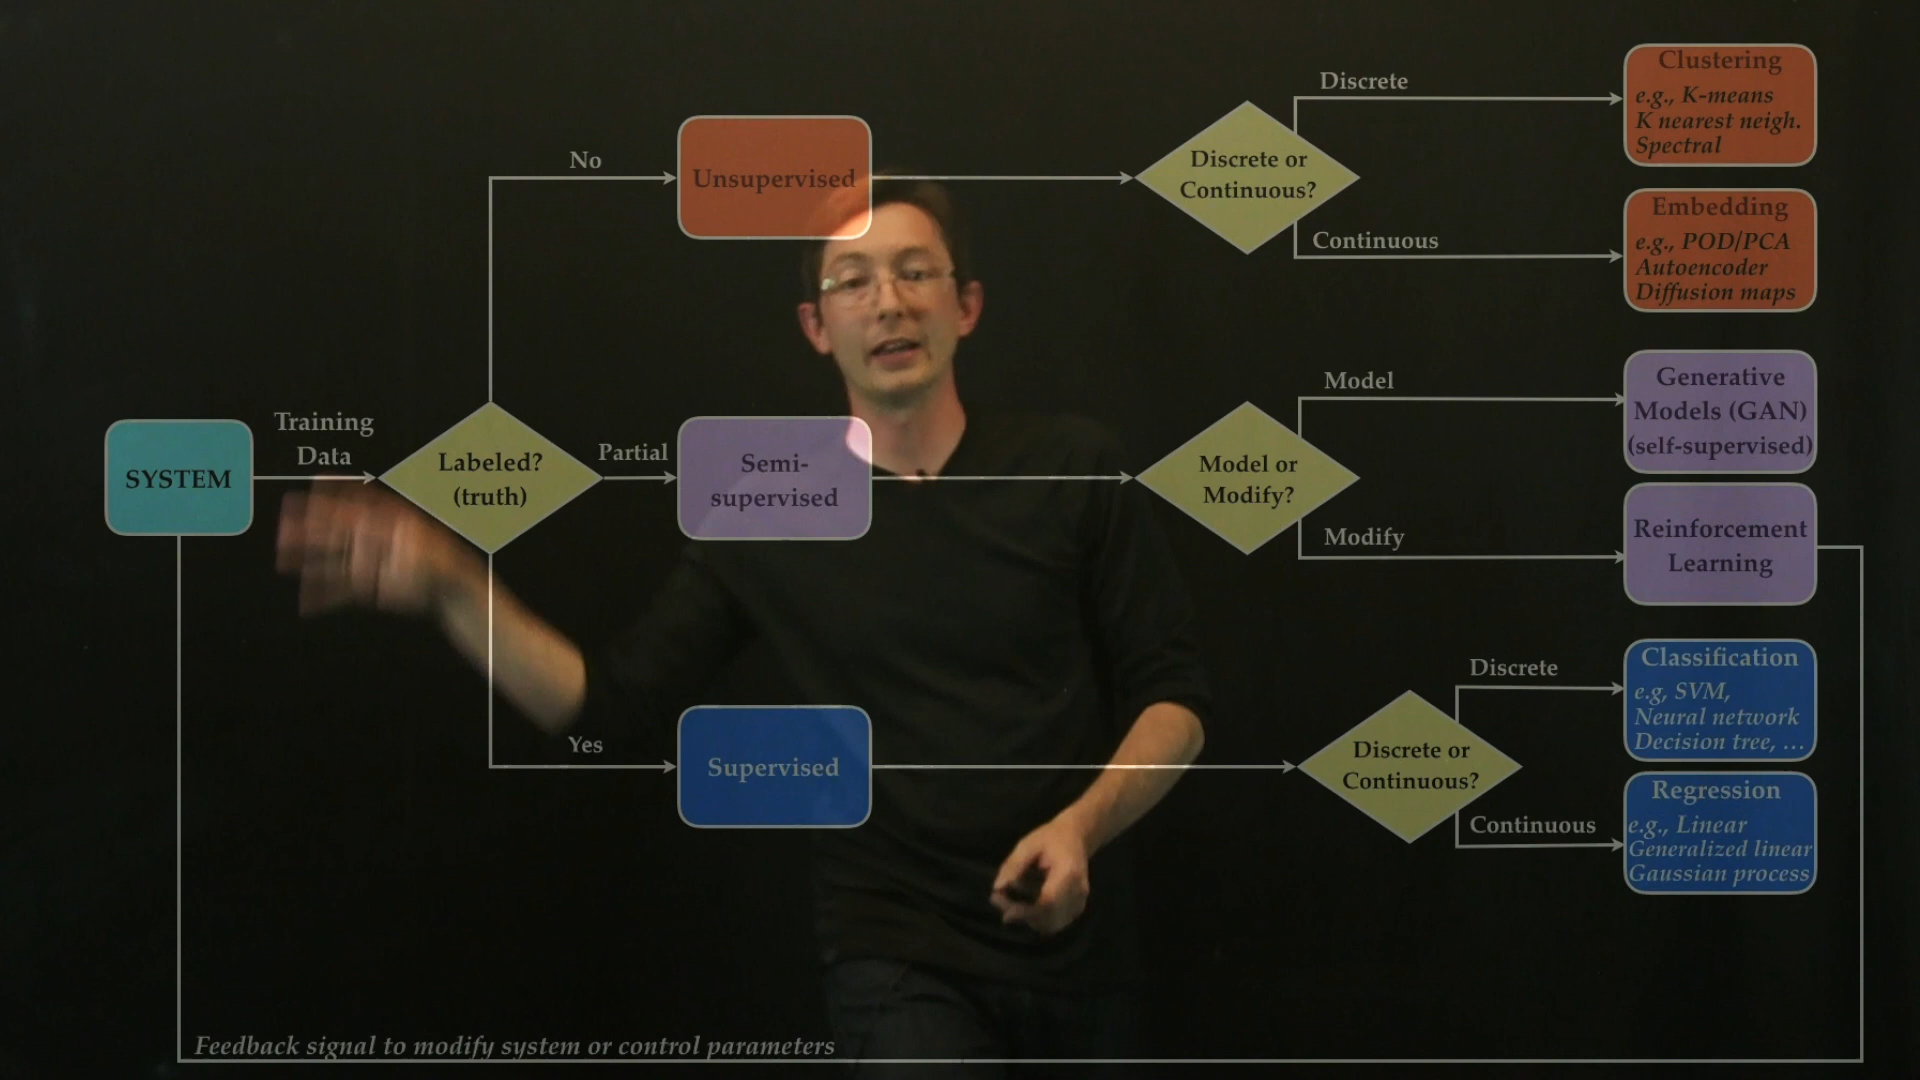 SYSTEM
Training
Data
Labeled?
(truth)
No
Partial
Yes
Unsupervised
Discrete or
Continuous?
Discrete
Continuous
Clustering
e.g., K-means
K nearest neigh.
Spectral
Embedding
e.g., POD/PCA
Autoencoder
Diffusion maps
Semi-
supervised
Model or
Modify?
Model
Modify
Generative
Models (GAN)
(self-supervised)
Reinforcement
Learning
Supervised
Discrete or
Continuous?
Discrete
Continuous
Classification
e.g, SVM,
Neural network
Decision tree, ...
Regression
e.g., Linear
Generalized linear
Gaussian process
Feedback signal to modify system or control parameters